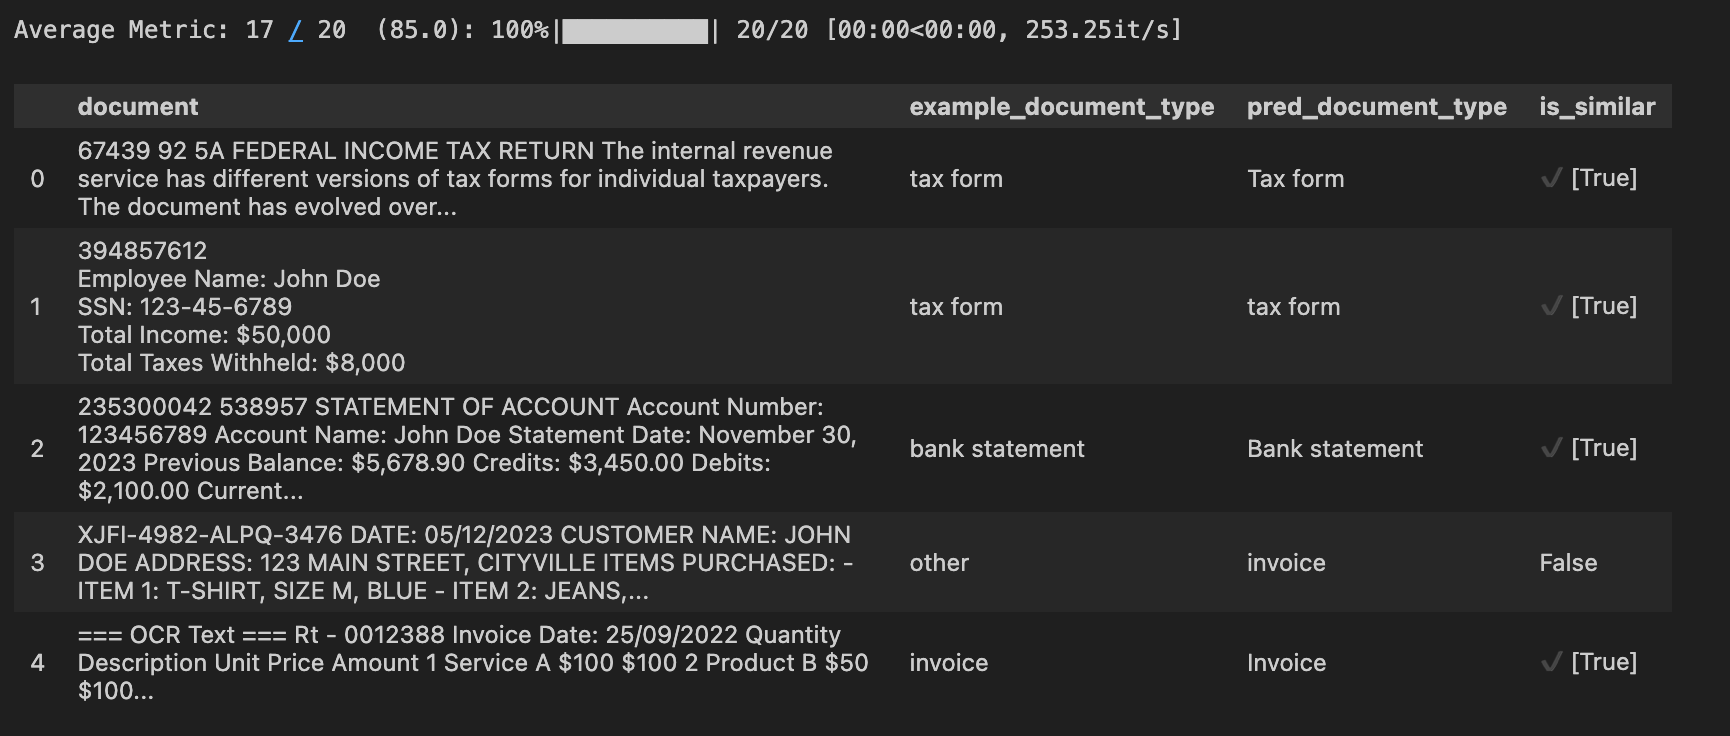 Average Metric: 17 / 20  (85.0): 100%|██████████| 20/20 [00:00<00:00, 253.25it/s]
document example_document_type pred_document_type is_similar
67439 92 5A FEDERAL INCOME TAX RETURN The internal revenue
0 service has different versions of tax forms for individual taxpayers. tax form Tax form ✔️ [True]
The document has evolved over...
394857612
Employee Name: John Doe
1 SSN: 123-45-6789 tax form tax form ✔️ [True]
Total Income: $50,000
Total Taxes Withheld: $8,000
235300042 538957 STATEMENT OF ACCOUNT Account Number:
2 123456789 Account Name: John Doe Statement Date: November 30, bank statement Bank statement ✔️ [True]
2023 Previous Balance: $5,678.90 Credits: $3,450.00 Debits:
$2,100.00 Current...
XJFI-4982-ALPQ-3476 DATE: 05/12/2023 CUSTOMER NAME: JOHN
3 DOE ADDRESS: 123 MAIN STREET, CITYVILLE ITEMS PURCHASED: - other invoice False
ITEM 1: T-SHIRT, SIZE M, BLUE - ITEM 2: JEANS,...
=== OCR Text === Rt - 0012388 Invoice Date: 25/09/2022 Quantity
4 Description Unit Price Amount 1 Service A $100 $100 2 Product B $50 invoice Invoice ✔️ [True]
$100...